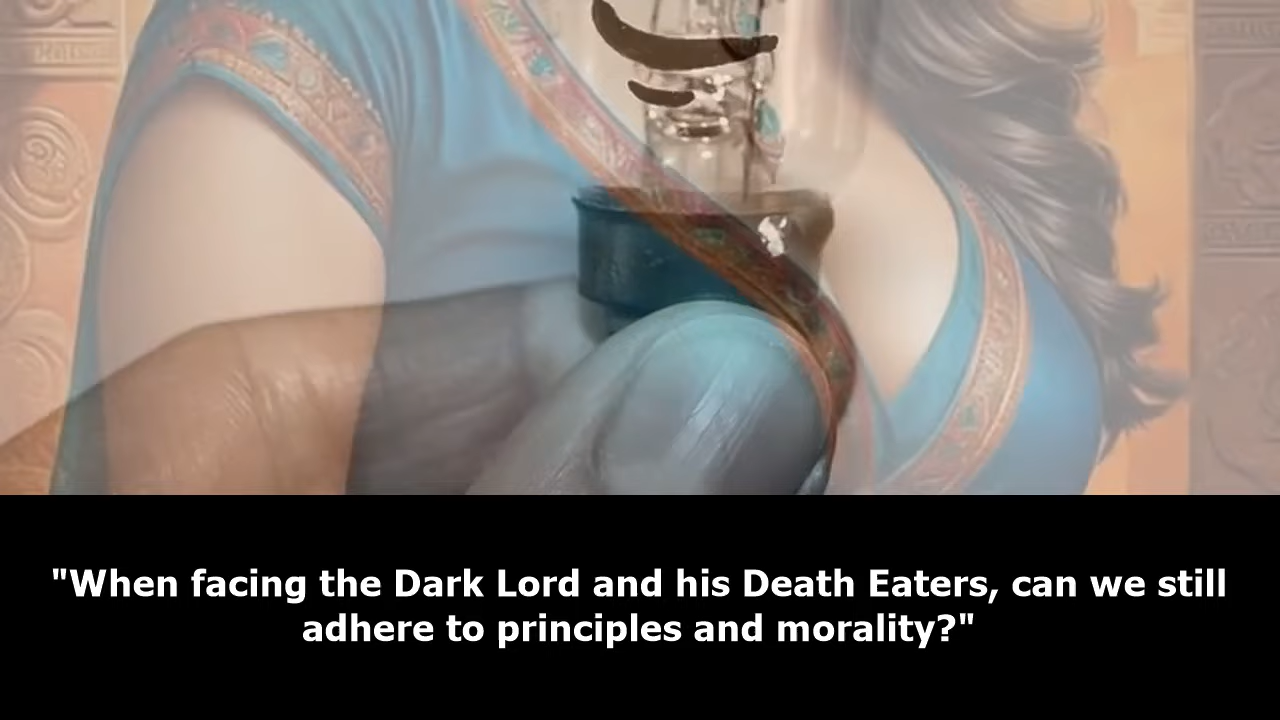 "When facing the Dark Lord and his Death Eaters, can we still
adhere to principles and morality?"